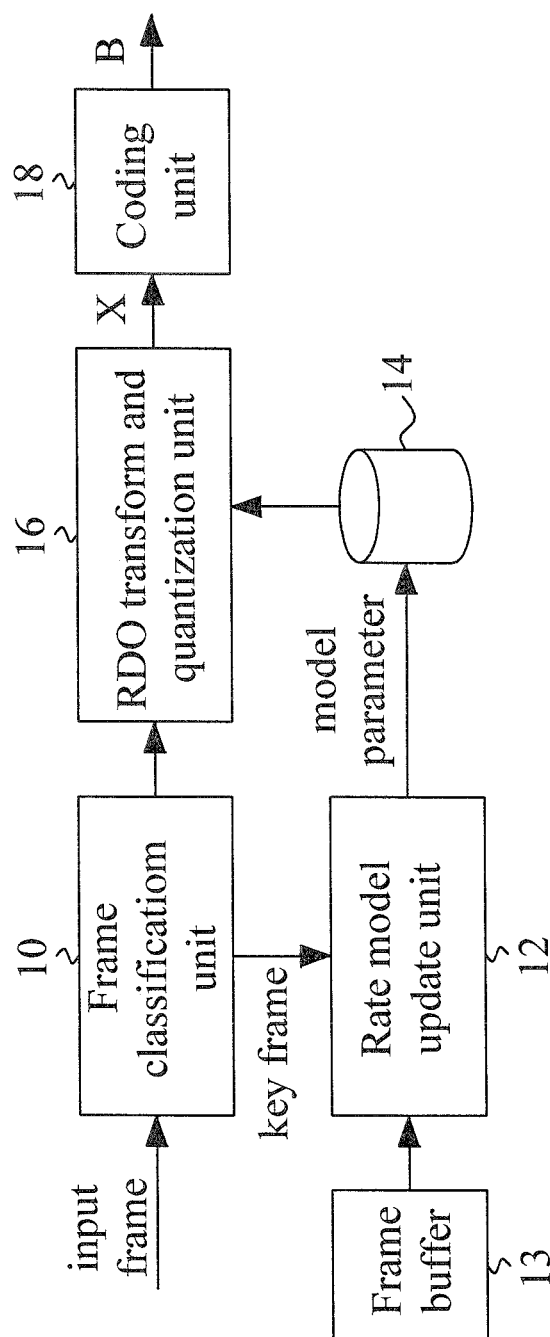 input
frame
10
Frame
classificatiom
unit
key frame
16
RDO transform and
quantization unit
X
18
Coding
unit
B
Frame
buffer
13
Rate model
update unit
12
model
parameter
14